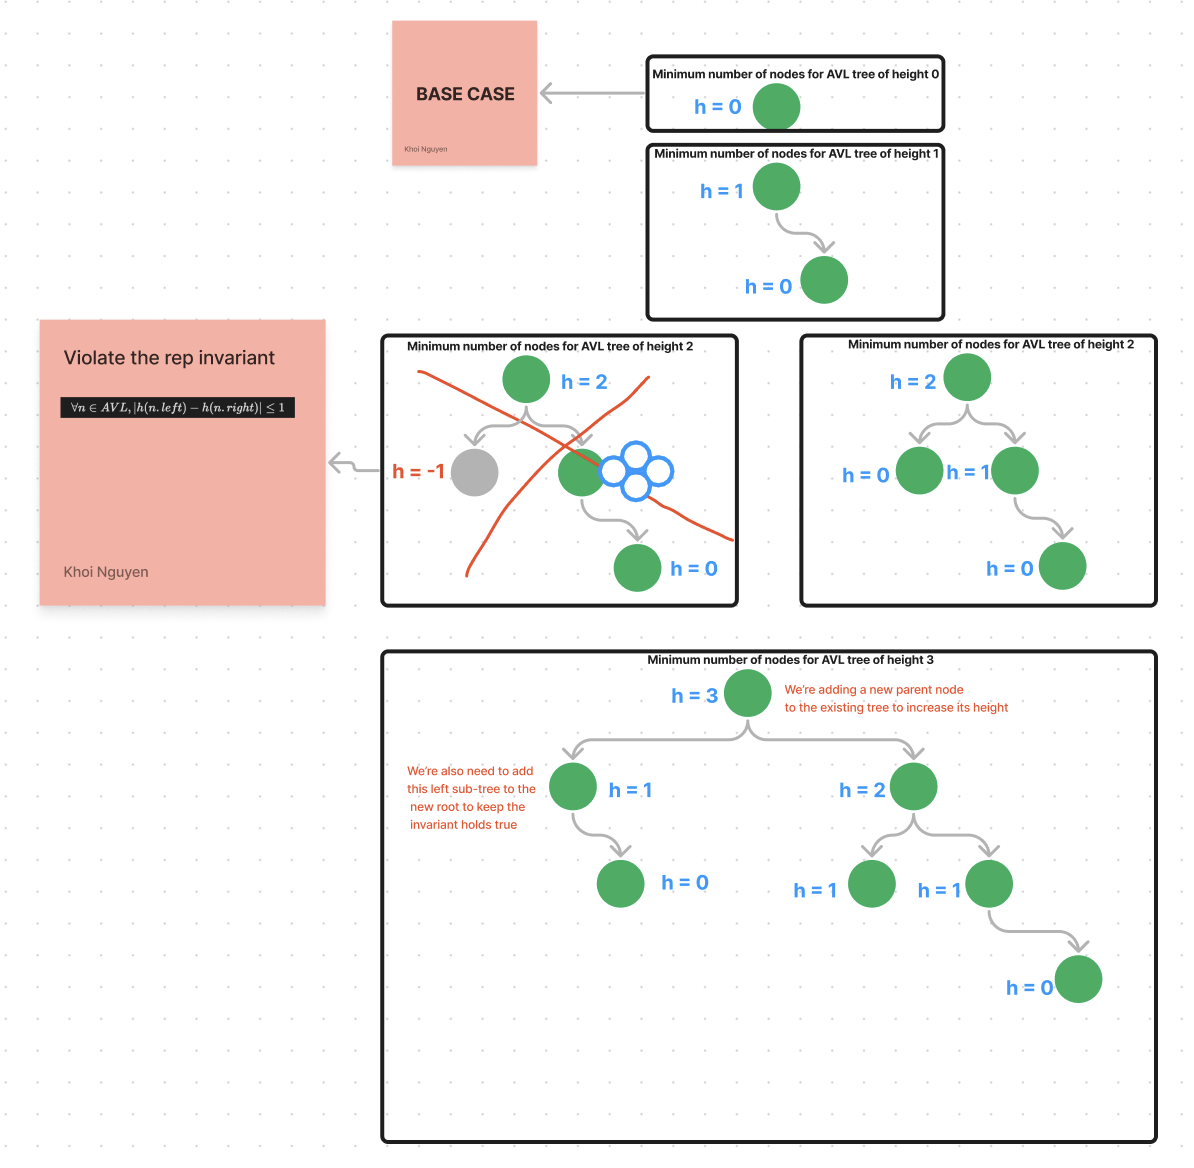 BASE CASE
Khoi Nguyen
Minimum number of nodes for AVL tree of height 0
h = 0
Minimum number of nodes for AVL tree of height 1
h = 1
h = 0
Violate the rep invariant
∀n ∈ AVL, |h(n.left) − h(n.right)| ≤ 1
Khoi Nguyen
Minimum number of nodes for AVL tree of height 2
h = 2
h = -1
h = 0
Minimum number of nodes for AVL tree of height 2
h = 2
h = 0
h = 1
h = 0
Minimum number of nodes for AVL tree of height 3
h = 3
We're adding a new parent node
to the existing tree to increase its height
We're also need to add
this left sub-tree to the
new root to keep the
invariant holds true
h = 1
h = 2
h = 0
h = 1
h = 1
h = 0